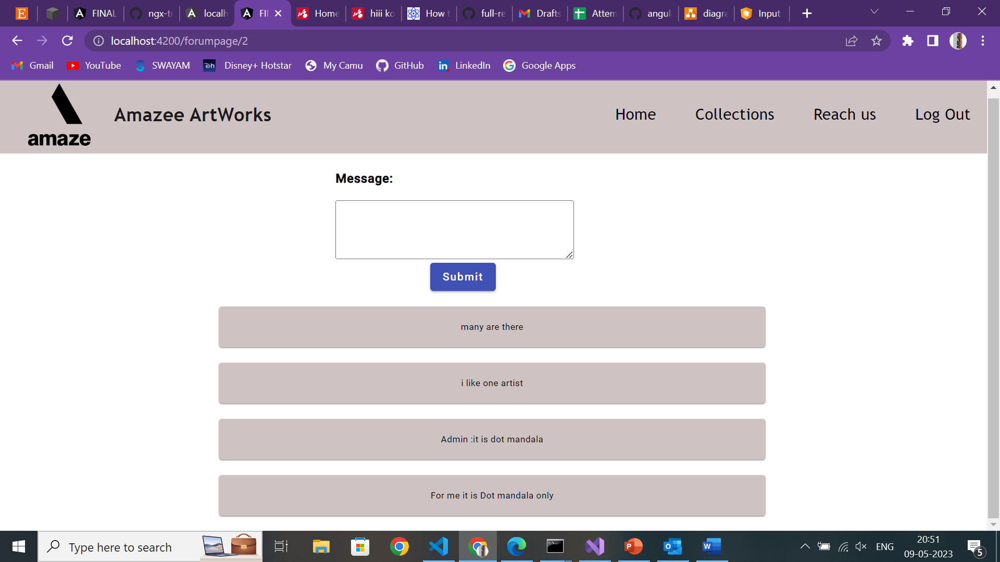 FINAL
ngx-tr
localh
FII
Home
hiii ko
How t
full-re
Drafts
Attem
angul
diagra
Input
localhost:4200/forumpage/2
Gmail
YouTube
SWAYAM
Disney+ Hotstar
My Camu
GitHub
LinkedIn
Google Apps
amaze
Amazee ArtWorks
Home
Collections
Reach us
Log Out
Message:
Submit
many are there
i like one artist
Admin :it is dot mandala
For me it is Dot mandala only
Type here to search
ENG
20:51
09-05-2023
5